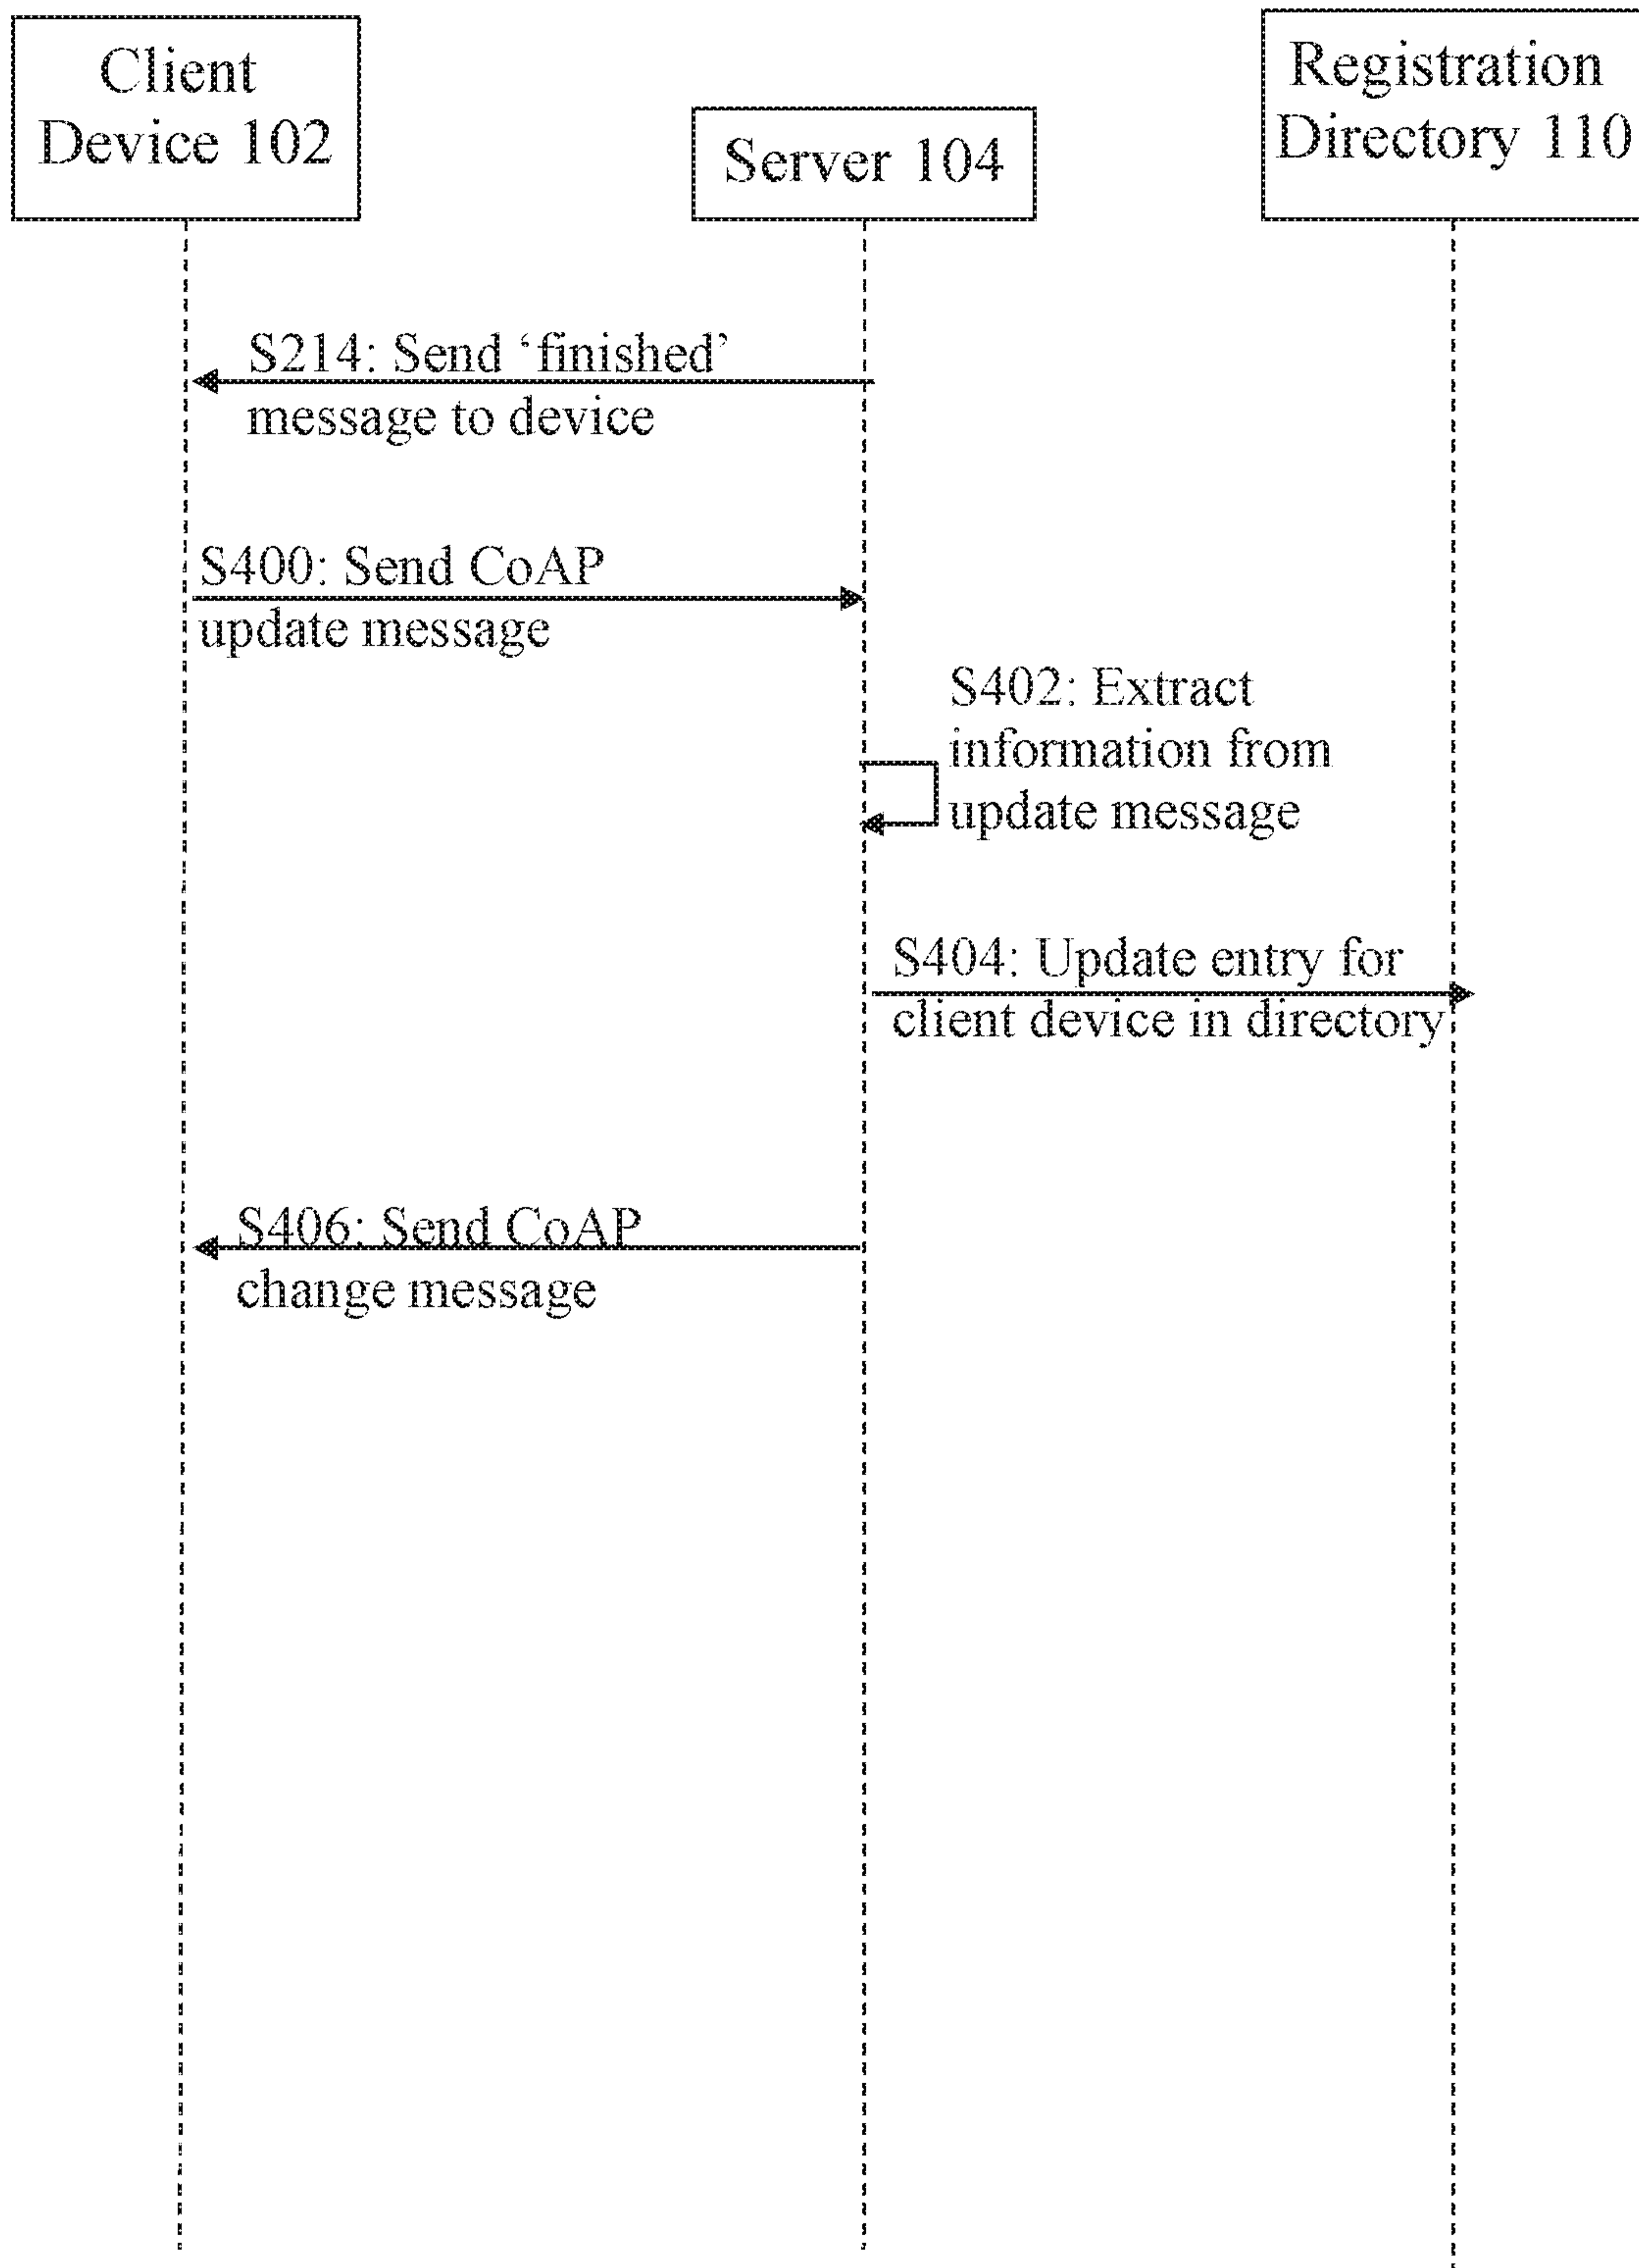 Client
Device 102
Server 104
Registration
Directory 110
S214: Send ‘finished’
message to device
S400: Send CoAP
update message
S402: Extract
information from
update message
S404: Update entry for
client device in directory
S406: Send CoAP
change message